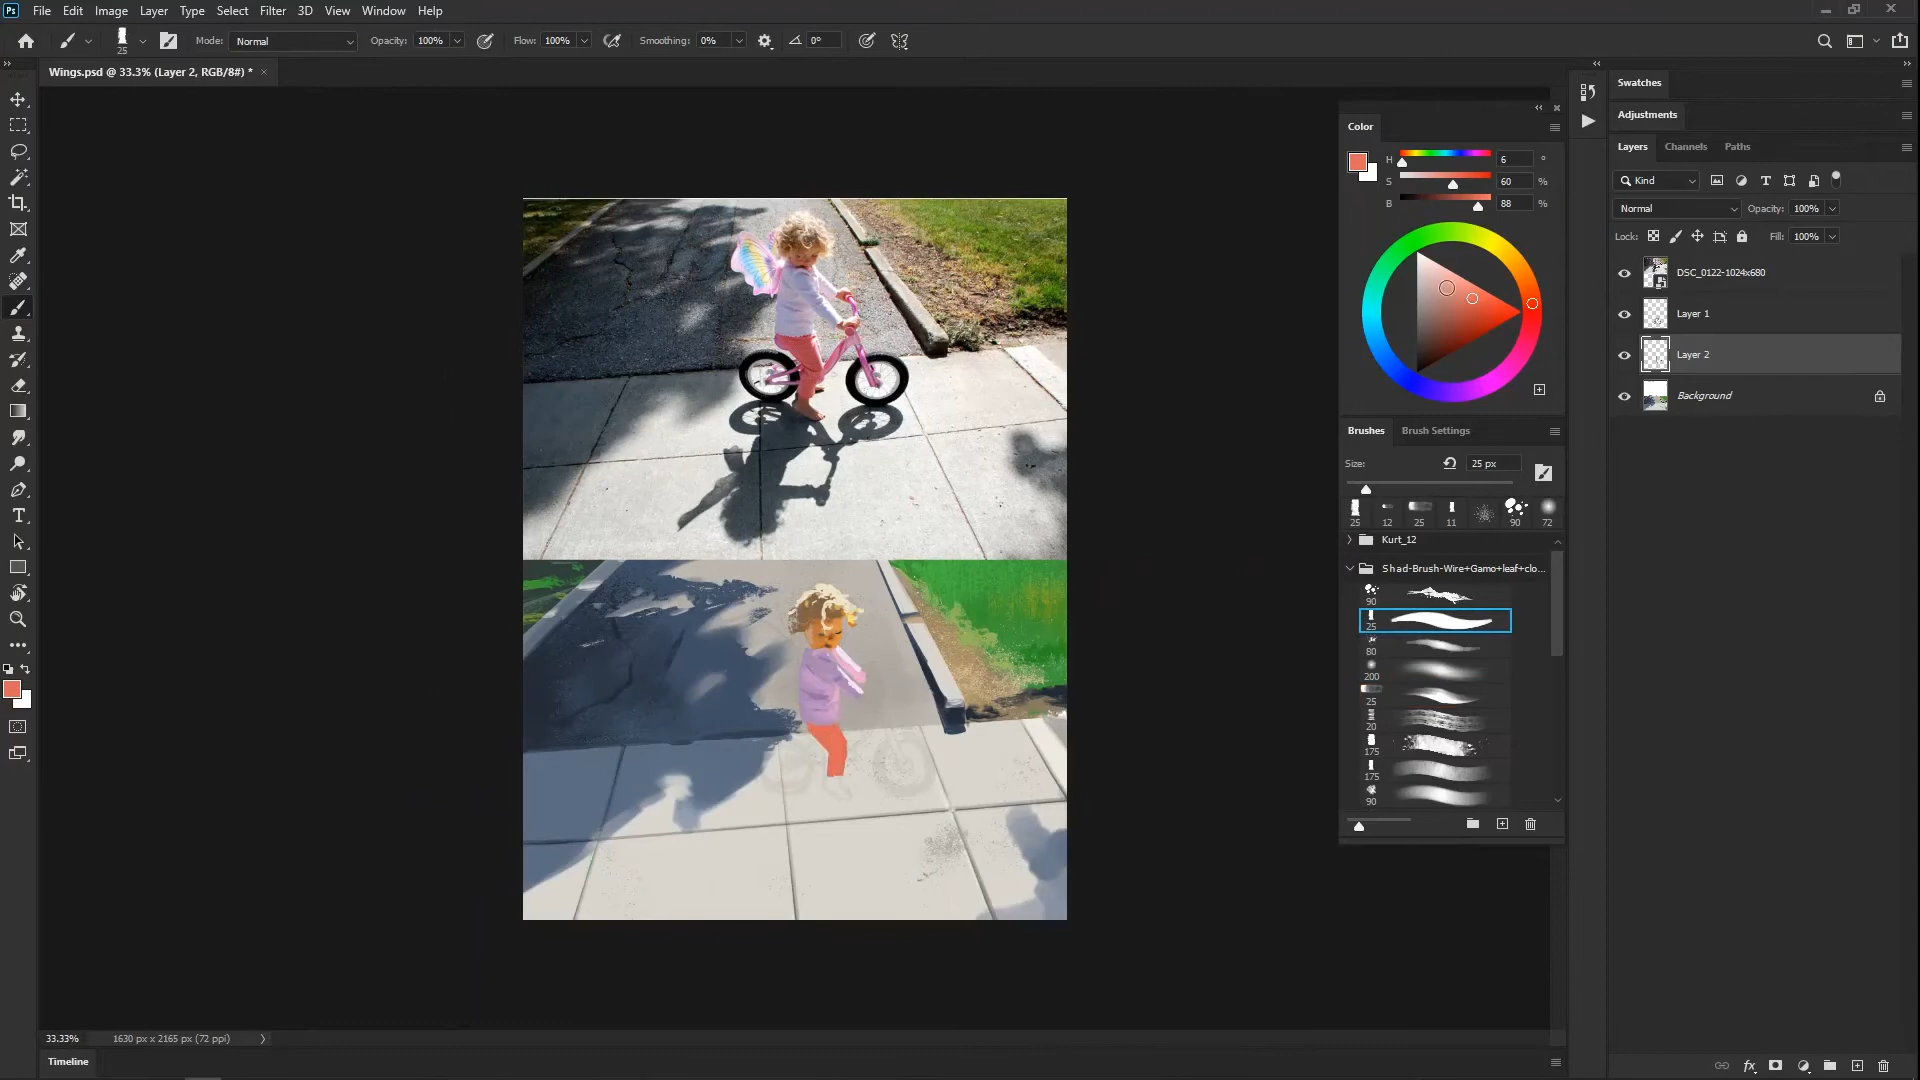 Ps File Edit Image Layer Type Select Filter 3D View Window Help
25 Mode: Normal Opacity: 100% Flow: 100% Smoothing: 0% 0°
Wings.psd @ 33.3% (Layer 2, RGB/8#) *
Color
H 6 °
S 60 %
B 88 %
Brushes Brush Settings
Size: 25 px
25 12 25 11 90 72
Kurt_12
Shad-Brush-Wire+Gamo+leaf+clo...
90
25
80
200
25
20
175
175
90
Swatches
Adjustments
Layers Channels Paths
Kind
Normal Opacity: 100%
Lock: Fill: 100%
DSC_0122-1024x680
Layer 1
Layer 2
Background
fx
33.33% 1630 px x 2165 px (72 ppi)
Timeline